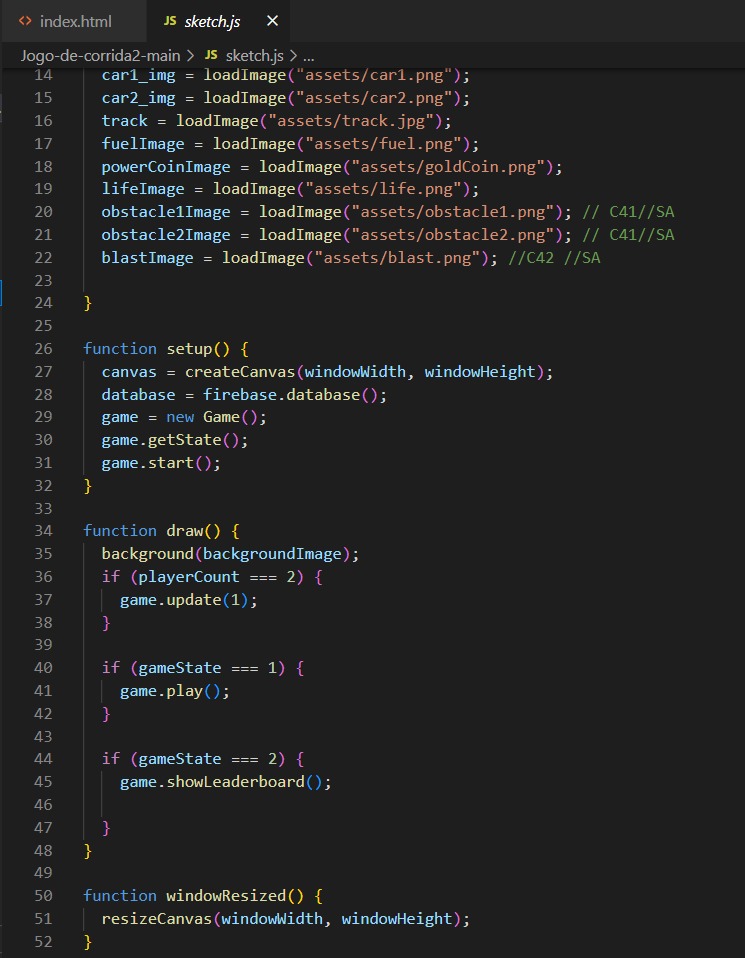 <> index.html JS sketch.js ×
Jogo-de-corrida2-main > JS sketch.js > ...
14 car1_img = loadImage("assets/car1.png");
15 car2_img = loadImage("assets/car2.png");
16 track = loadImage("assets/track.jpg");
17 fuelImage = loadImage("assets/fuel.png");
18 powerCoinImage = loadImage("assets/goldCoin.png");
19 lifeImage = loadImage("assets/life.png");
20 obstacle1Image = loadImage("assets/obstacle1.png"); // C41//SA
21 obstacle2Image = loadImage("assets/obstacle2.png"); // C41//SA
22 blastImage = loadImage("assets/blast.png"); //C42 //SA
23
24 }
25
26 function setup() {
27 canvas = createCanvas(windowWidth, windowHeight);
28 database = firebase.database();
29 game = new Game();
30 game.getState();
31 game.start();
32 }
33
34 function draw() {
35 background(backgroundImage);
36 if (playerCount === 2) {
37 game.update(1);
38 }
39
40 if (gameState === 1) {
41 game.play();
42 }
43
44 if (gameState === 2) {
45 game.showLeaderboard();
46
47 }
48 }
49
50 function windowResized() {
51 resizeCanvas(windowWidth, windowHeight);
52 }